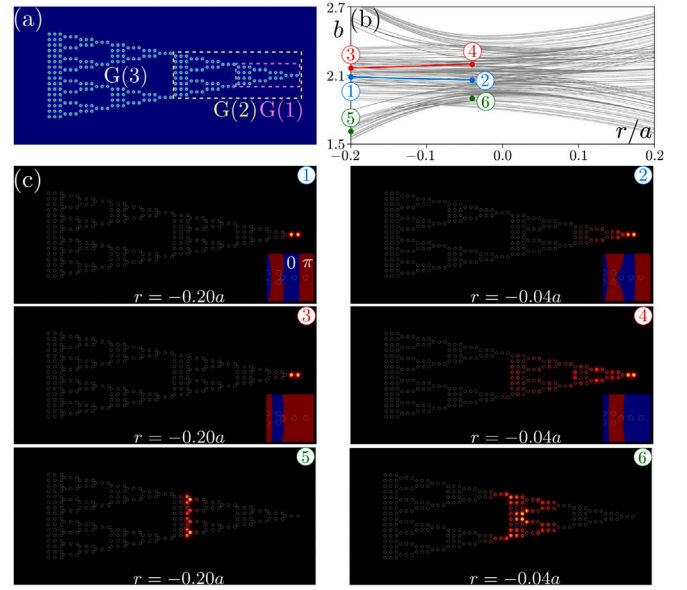 (a)
G(3)
G(2) G(1)
(b)
b
2.7
2.1
1.5
3
4
1
2
5
6
r/a
-0.2
-0.1
0.0
0.1
0.2
(c)
1
0 π
r = −0.20a
2
r = −0.04a
3
r = −0.20a
4
r = −0.04a
5
r = −0.20a
6
r = −0.04a